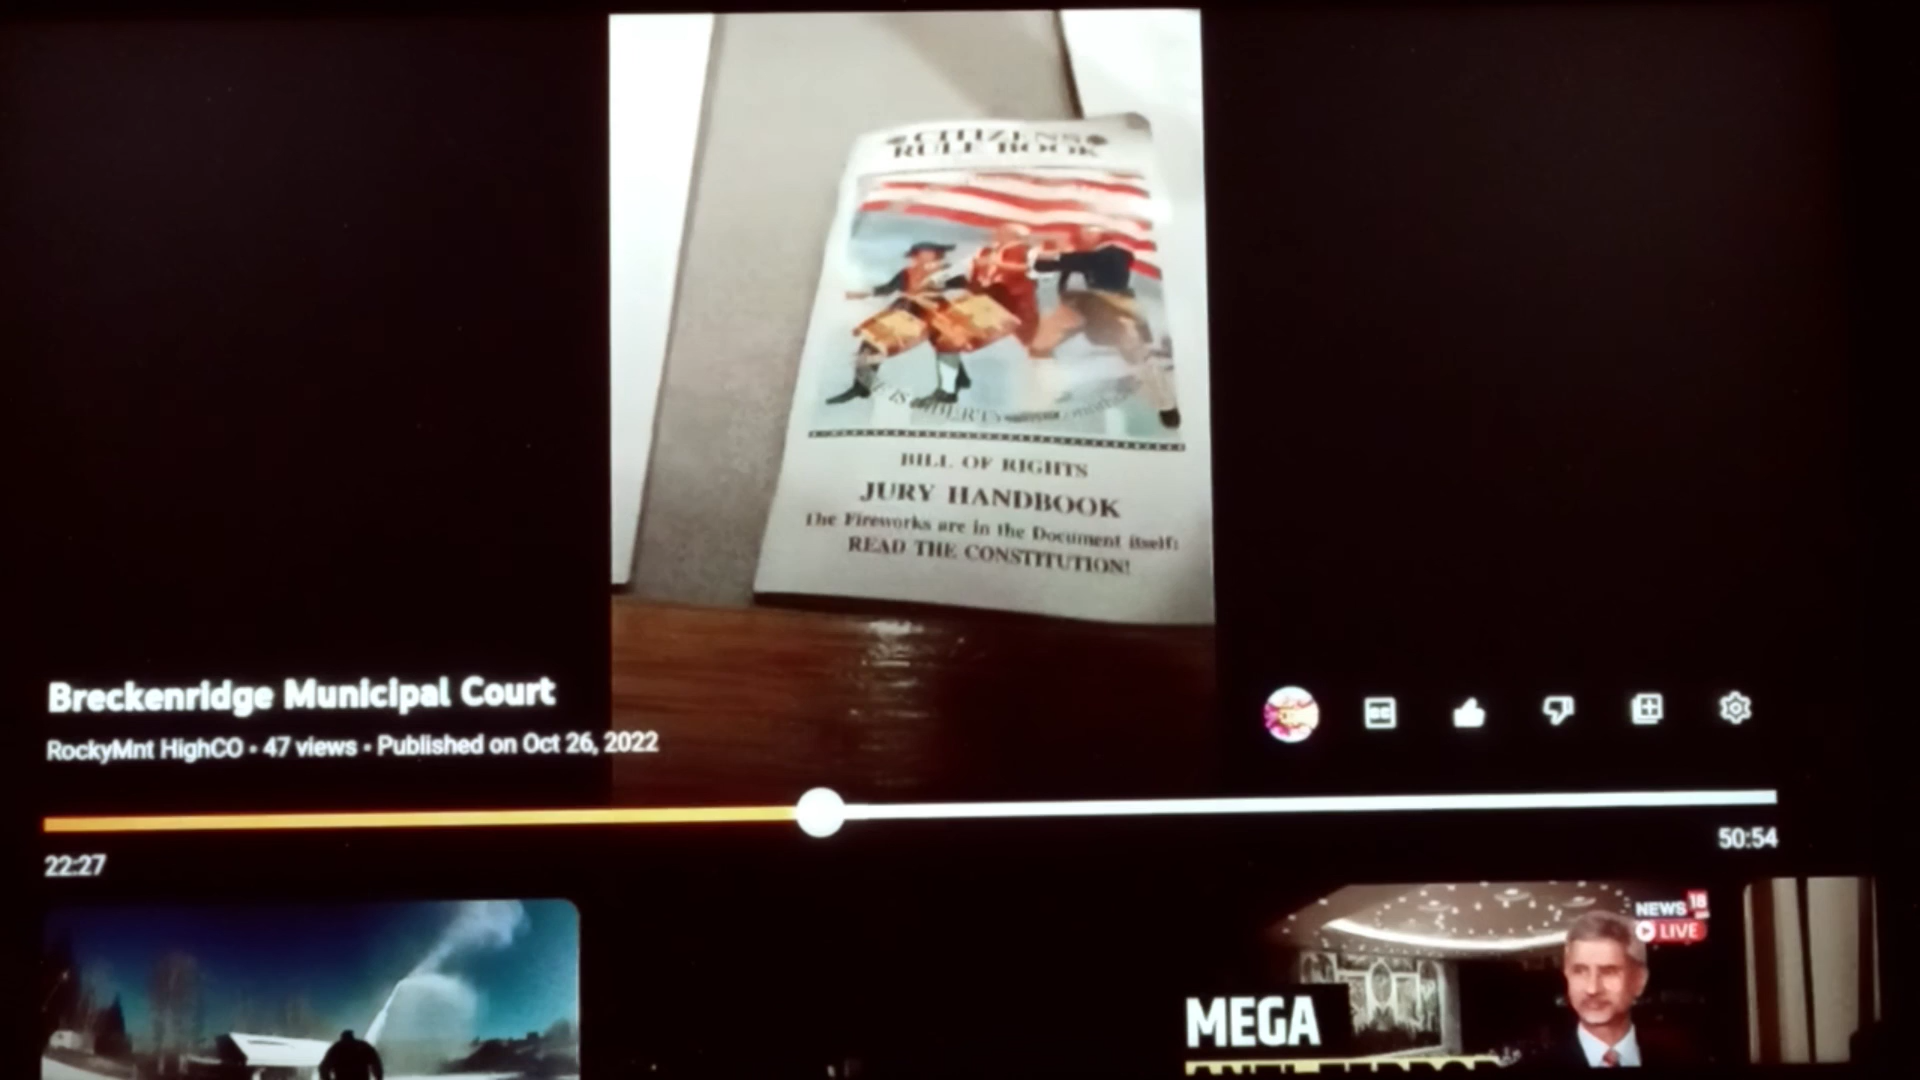 CITIZENS
RULE BOOK
BILL OF RIGHTS
JURY HANDBOOK
The Fireworks are in the Document itself:
READ THE CONSTITUTION!
Breckenridge Municipal Court
RockyMnt HighCO • 47 views • Published on Oct 26, 2022
CC
22:27
50:54
NEWS 18
LIVE
MEGA